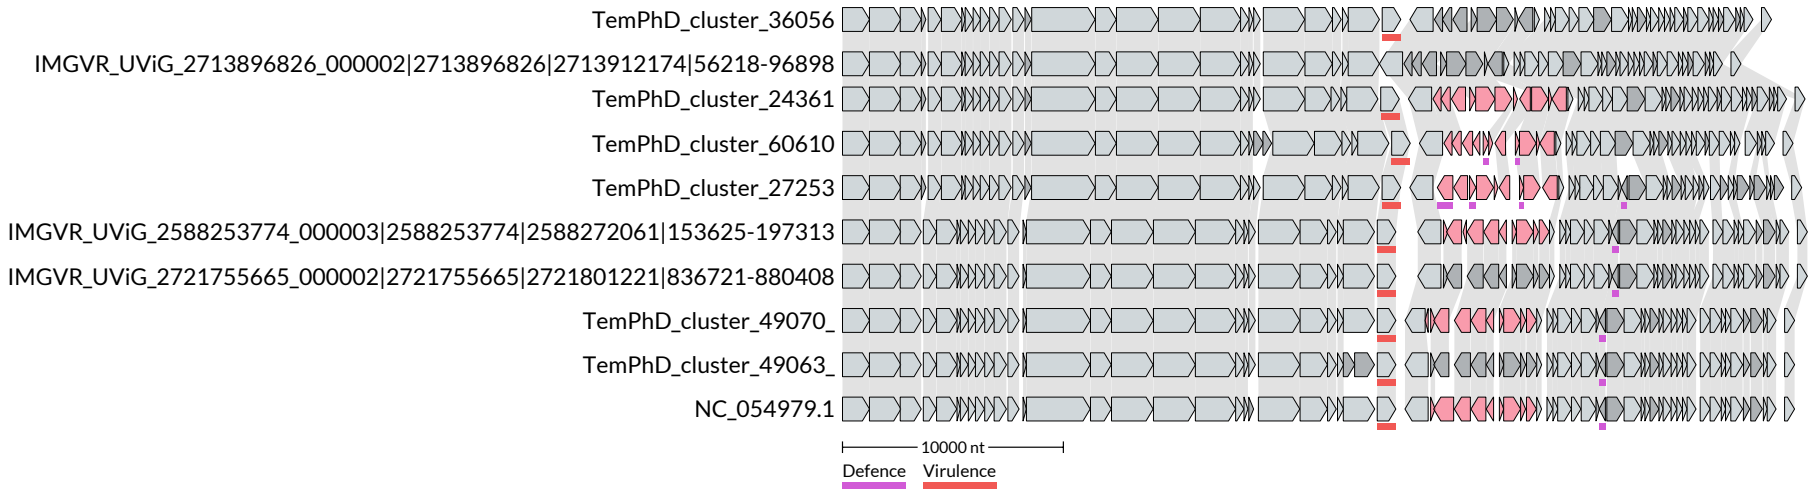 TemPhD_cluster_36056
IMGVR_UViG_2713896826_000002|2713896826|2713912174|56218-96898
TemPhD_cluster_24361
TemPhD_cluster_60610
TemPhD_cluster_27253
IMGVR_UViG_2588253774_000003|2588253774|2588272061|153625-197313
IMGVR_UViG_2721755665_000002|2721755665|2721801221|836721-880408
TemPhD_cluster_49070_
TemPhD_cluster_49063_
NC_054979.1
10000 nt
Defence Virulence